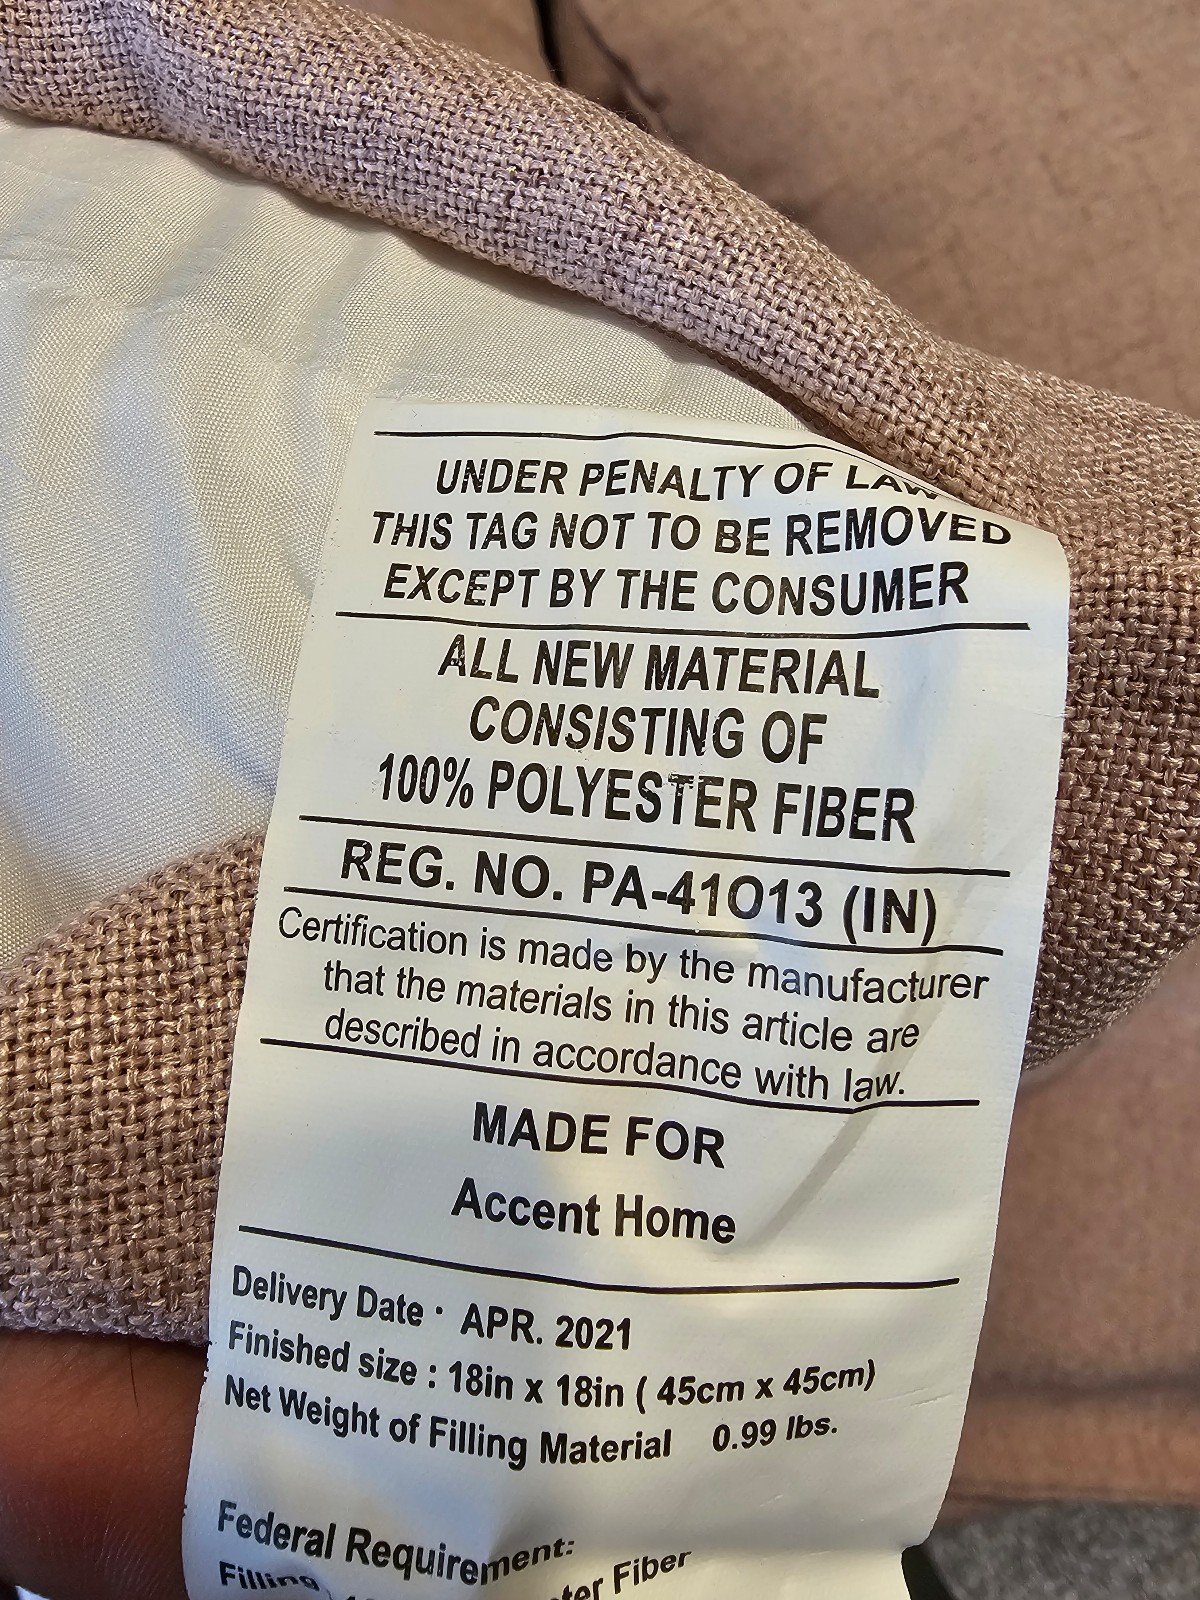 UNDER PENALTY OF LAW
THIS TAG NOT TO BE REMOVED
EXCEPT BY THE CONSUMER
ALL NEW MATERIAL
CONSISTING OF
100% POLYESTER FIBER
REG. NO. PA-41O13 (IN)
Certification is made by the manufacturer
that the materials in this article are
described in accordance with law.
MADE FOR
Accent Home
Delivery Date · APR. 2021
Finished size : 18in x 18in ( 45cm x 45cm)
Net Weight of Filling Material 0.99 lbs.
Federal Requirement:
Filling Fiber